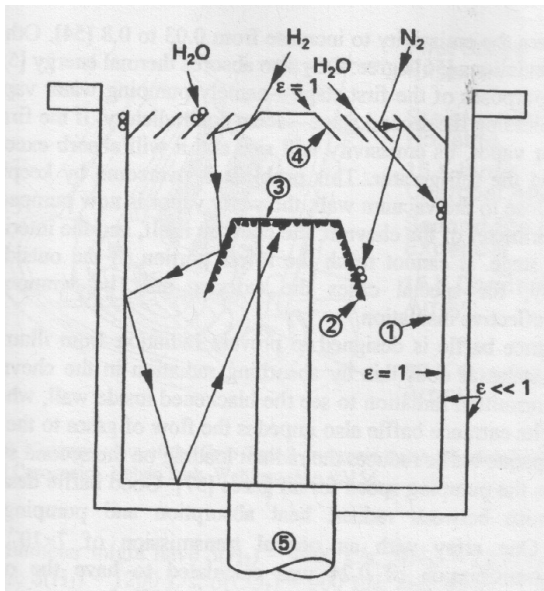 H₂
N₂
H₂O
H₂O
ε = 1
④
③
②
①
ε = 1
ε << 1
⑤